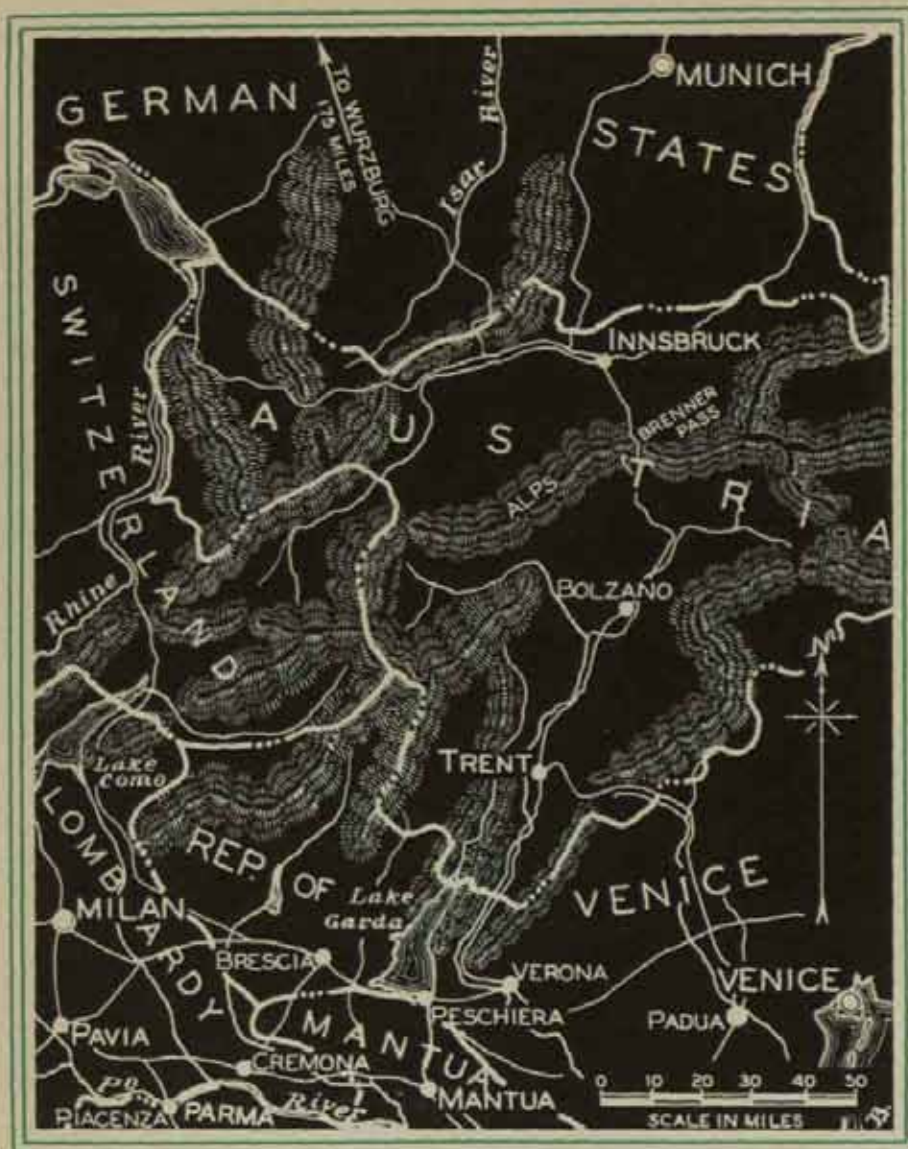 GERMAN
STATES
MUNICH
To WURZBURG
175 MILES
Isar River
SWITZERLAND
River
Rhine
AUSTRIA
INNSBRUCK
BRENNER PASS
ALPS
BOLZANO
N
TRENT
Lake Como
LOMBARDY
REP. OF VENICE
Lake Garda
MILAN
BRESCIA
VERONA
VENICE
PESCHIERA
PADUA
PAVIA
MANTUA
CREMONA
MANTUA
Po River
PIACENZA
PARMA
0 10 20 30 40 50
SCALE IN MILES